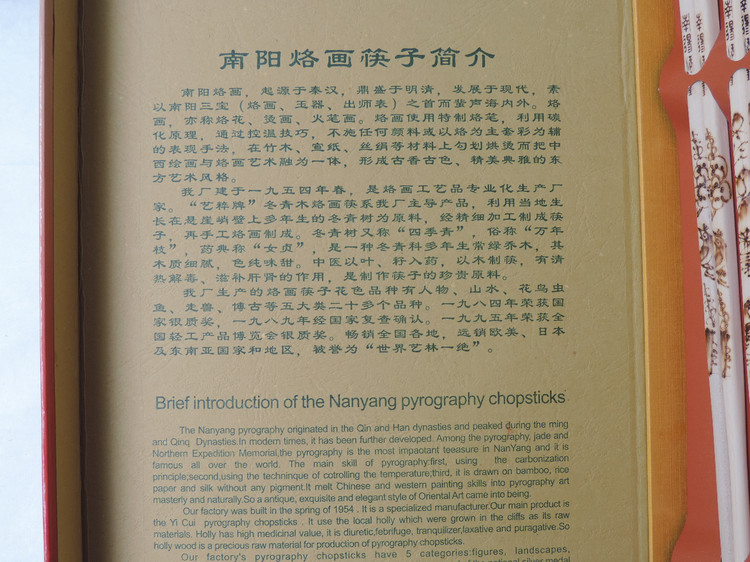 南阳烙画筷子简介
南阳烙画，起源于秦汉，鼎盛于明清，发展于现代，素
以南阳三宝（烙画、玉器、出师表）之首而蜚声海内外。烙
画，亦称烙花、烫画、火笔画。烙画使用特制烙笔，利用碳
化原理，通过控温技巧，不施任何颜料或以烙为主套彩为辅
的表现手法，在竹木、宣纸、丝绢等材料上勾划烘烫而把中
西绘画与烙画艺术融为一体，形成古香古色、精美典雅的东
方艺术风格。
我厂建于一九五四年春，是烙画工艺品专业化生产厂
家。“艺粹牌”冬青木烙画筷系我厂主导产品，利用当地生
长在悬崖峭壁上多年生的冬青树为原料，经精细加工制成筷
子，再手工烙画制成。冬青树又称“四季青”，俗称“万年
枝”，药典称“女贞”，是一种冬青科多年生常绿乔木，其
木质细腻，色纯味甜。中医以叶、籽入药，以木制筷，有清
热解毒、滋补肝肾的作用，是制作筷子的珍贵原料。
我厂生产的烙画筷子花色品种有人物、山水、花鸟虫
鱼、走兽、博古等五大类二十多个品种。一九八四年荣获国
家银质奖，一九八九年经国家复查确认。一九九五年荣获全
国轻工产品博览会银质奖。畅销全国各地，远销欧美、日本
及东南亚国家和地区，被誉为“世界艺林一绝”。
Brief introduction of the Nanyang pyrography chopsticks
The Nanyang pyrography originated in the Qin and Han dynasties and peaked during the ming
and Qinq Dynasties.In modern times, it has been further developed. Among the pyrography, jade and
Northern Expedition Memorial,the pyrography is the most impaotant teeasure in NanYang and it is
famous all over the world. The main skill of pyrography:first, using the carbonization
principle;second,using the techninque of cotrolling the temperature;third, it is drawn on bamboo, rice
paper and silk without any pigment.It melt Chinese and western painting skills into pyrography art
masterly and naturally.So a antique, exquisite and elegant style of Oriental Art came into being.
Our factory was built in the spring of 1954 . It is a specialized manufacturer.Our main product is
the Yi Cui pyrography chopsticks . It use the local holly which were grown in the cliffs as its raw
materials. Holly has high medicinal value, it is diuretic,febrifuge, tranquilizer,laxative and puragative.So
holly wood is a precious raw material for production of pyrography chopsticks.
Our factory's pyrography chopsticks have 5 categories:figures, landscapes,
national silver medal